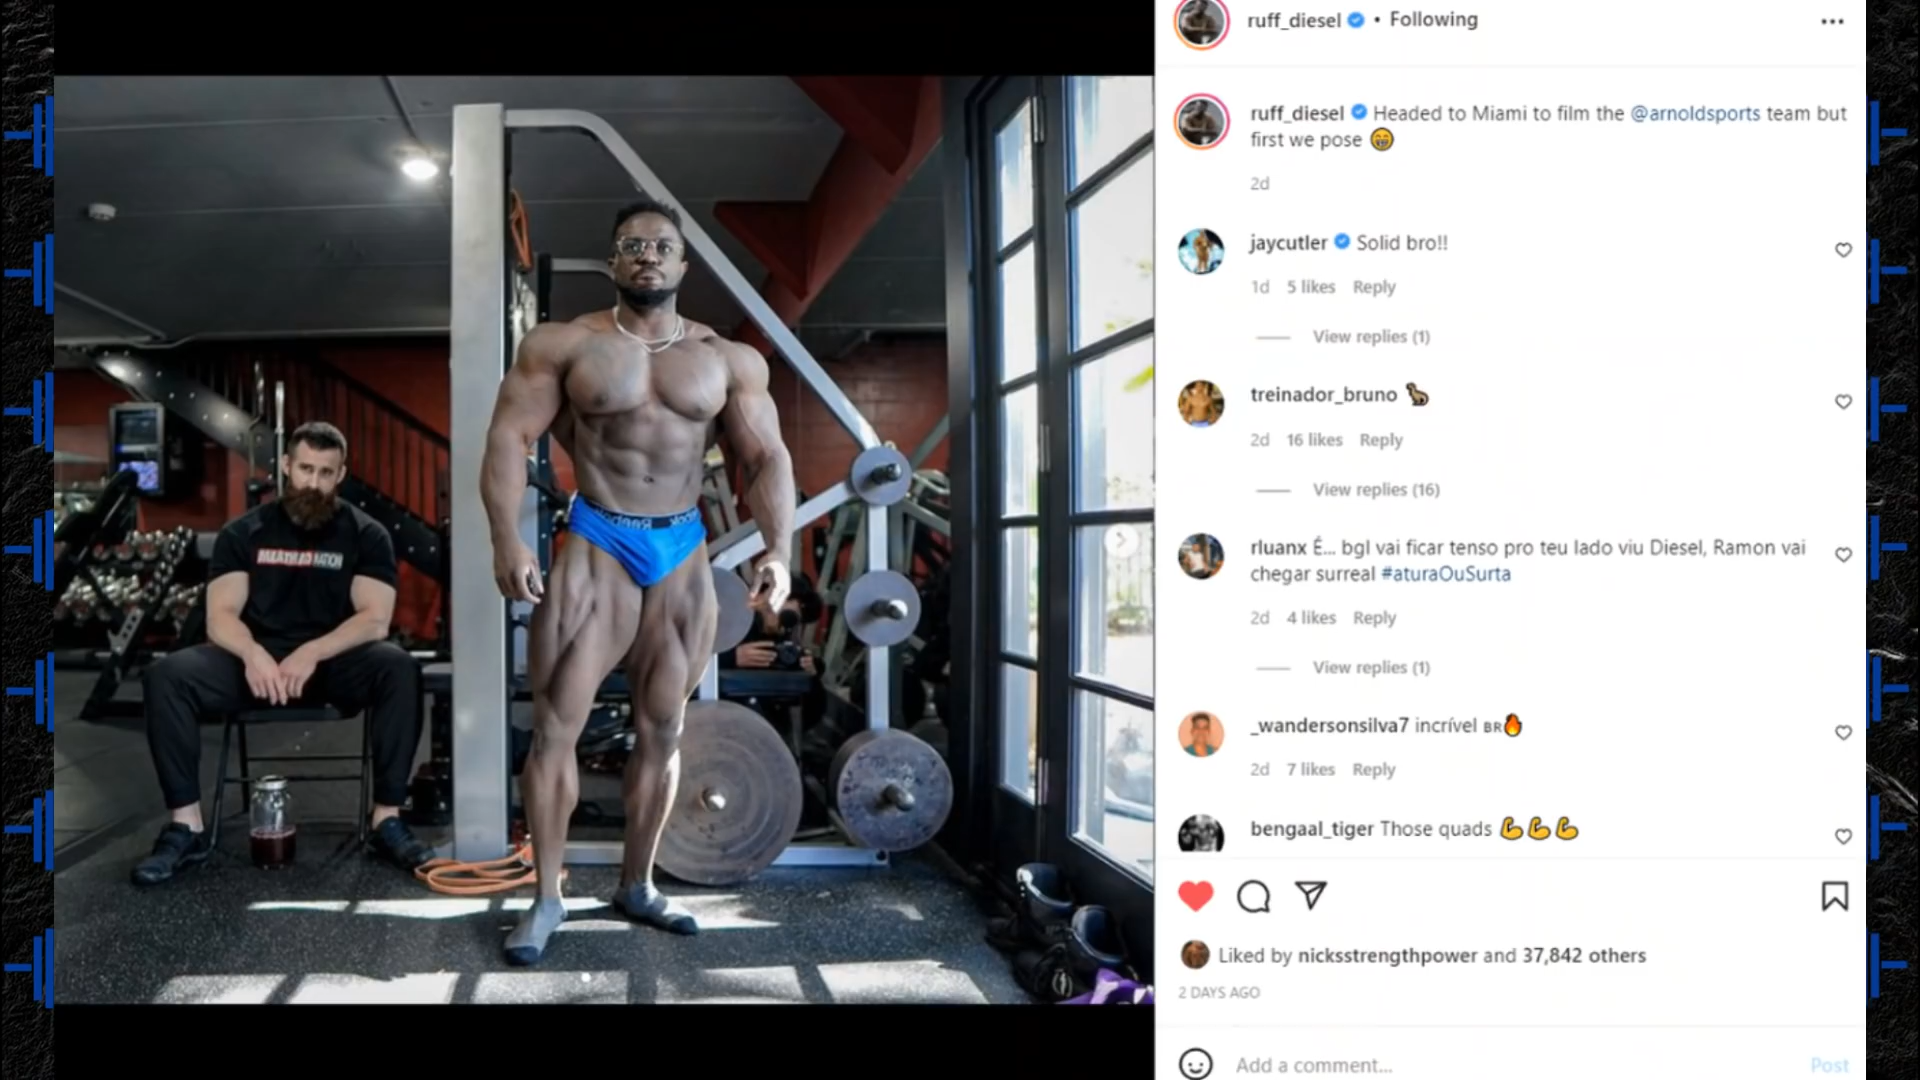 ruff_diesel • Following
ruff_diesel Headed to Miami to film the @arnoldsports team but
first we pose 😁
2d
jaycutler Solid bro!!
1d 5 likes Reply
View replies (1)
treinador_bruno 🐕‍🦺
2d 16 likes Reply
View replies (16)
rluanx É... bgl vai ficar tenso pro teu lado viu Diesel, Ramon vai
chegar surreal #aturaOuSurta
2d 4 likes Reply
View replies (1)
_wandersonsilva7 incrível BR🔥
2d 7 likes Reply
bengaal_tiger Those quads 💪💪💪
Liked by nicksstrengthpower and 37,842 others
2 DAYS AGO
Add a comment...
Post
NATION
Reebok